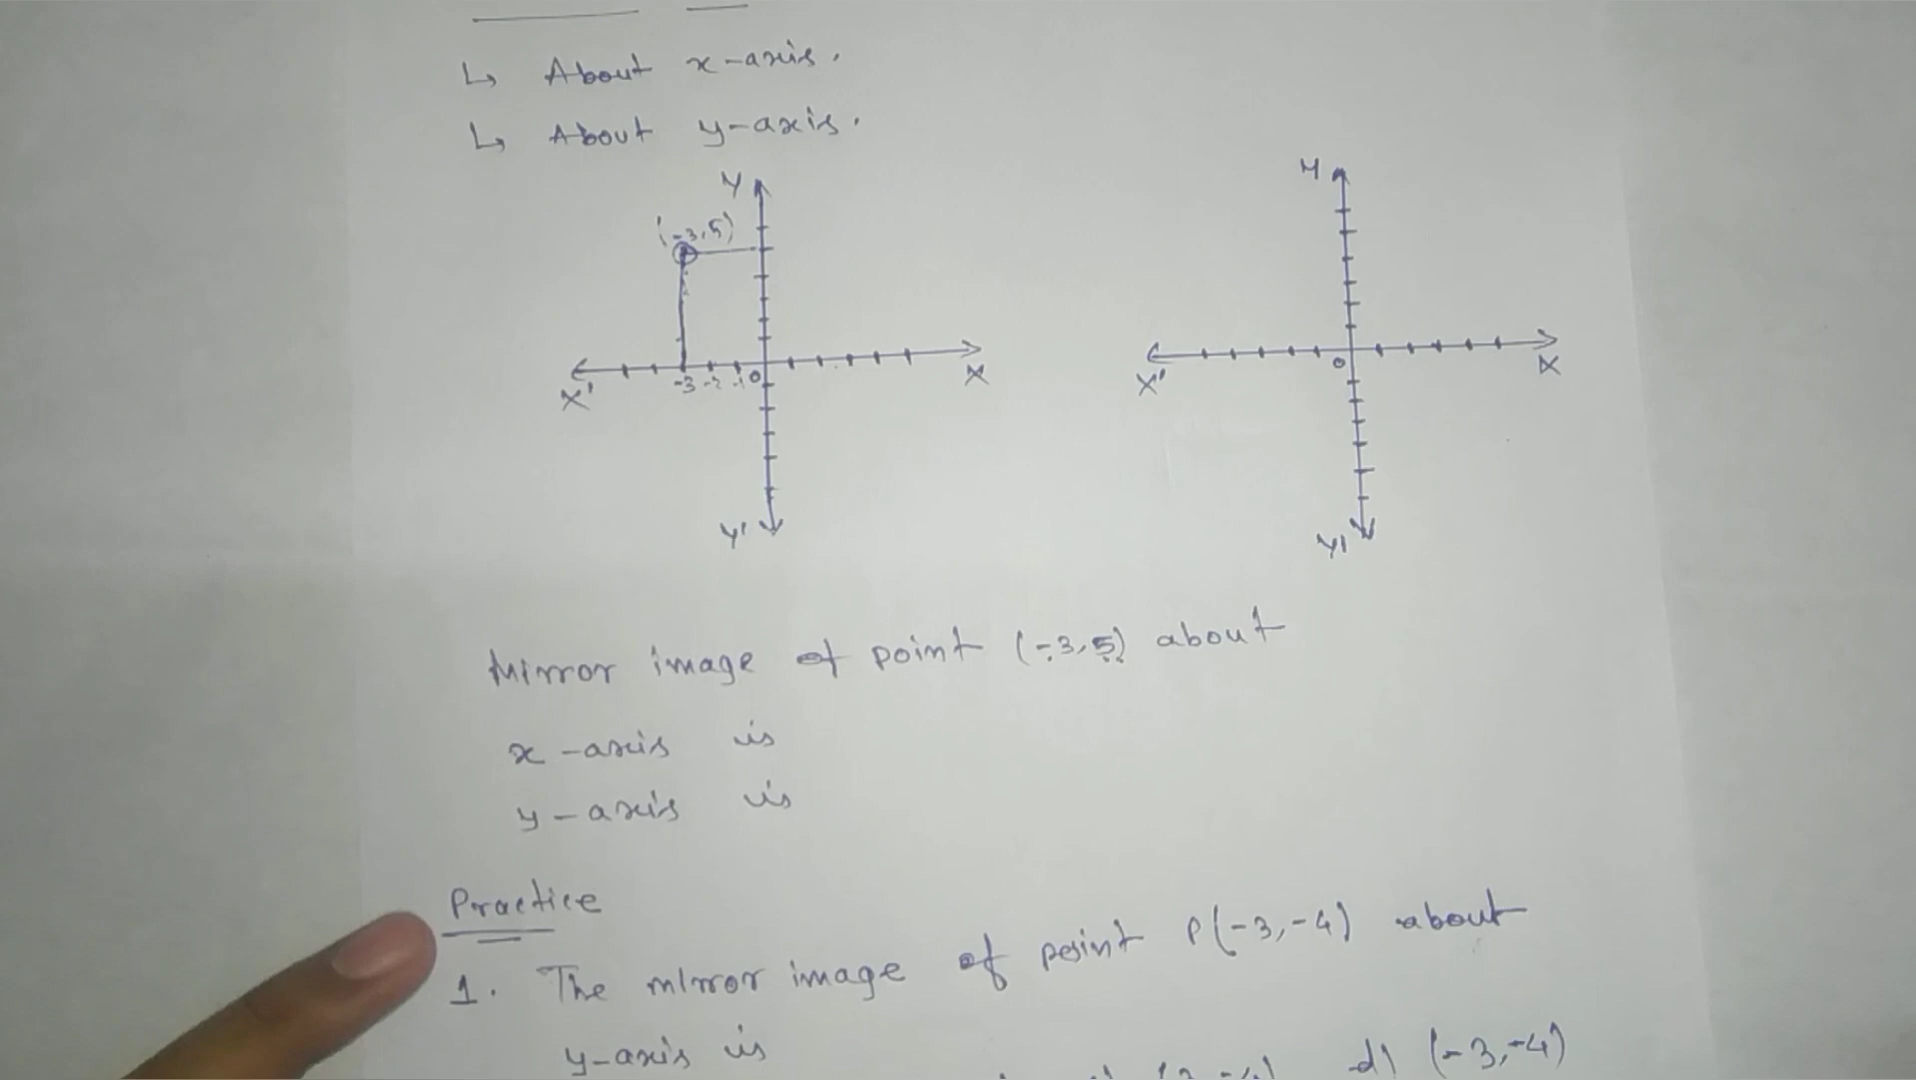 ↳ About x-axis.
↳ About y-axis.
Y
(-3,5)
X'
-3 -2 -1 0
X
Y'
Y
X'
0
X
Y'
Mirror image of point (-3,5) about
x-axis is
y-axis is
Practice
1. The mirror image of point P(-3,-4) about
y-axis is
d) (-3,-4)